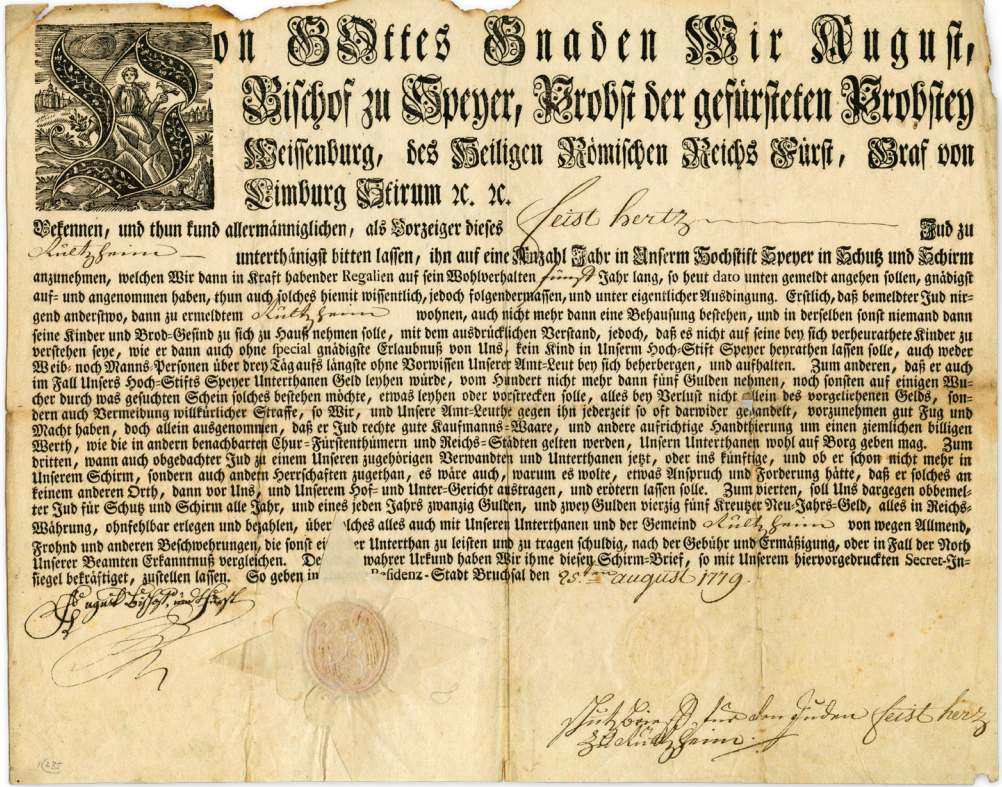 Von GOttes Gnaden Wir August,
Bischof zu Speyer, Probst der gefürsteten Probstey
Weissenburg, des Heiligen Römischen Reichs Fürst, Graf von
Limburg Stirum ꝛc. ꝛc.
Bekennen, und thun kund allermänniglichen, als Vorzeiger dieses Feist Hertz Jud zu
Rültzheim unterthänigst bitten lassen, ihn auf eine Anzahl Jahr in Unserm Hochstift Speyer in Schutz und Schirm
anzunehmen, welchen Wir dann in Kraft habender Regalien auf sein Wohlverhalten fünf Jahr lang, so heut dato unten gemeldt angehen sollen, gnädigst
auf- und angenommen haben, thun auch solches hiemit wissentlich, jedoch folgendermassen, und unter eigentlicher Ausdingung. Erstlich, daß bemeldter Jud nir-
gend anderstwo, dann zu ermeldtem Rültzheim wohnen, auch nicht mehr dann eine Behausung bestehen, und in derselben sonst niemand dann
seine Kinder und Brod-Gesind zu sich zu Hauß nehmen solle, mit dem ausdrücklichen Verstand, jedoch, daß es nicht auf seine bey sich verheurathete Kinder zu
verstehen seye, wie er dann auch ohne special gnädigste Erlaubnuß von Uns, kein Kind in Unserm Hoch-Stift Speyer heyrathen lassen solle, auch weder
Weib- noch Manns-Personen über drey Tag aufs längste ohne Vorwissen Unserer Amt-Leut bey sich beherbergen, und aufhalten. Zum anderen, daß er auch
im Fall Unsers Hoch-Stifts Speyer Unterthanen Geld leyhen würde, vom Hundert nicht mehr dann fünf Gulden nehmen, noch sonsten auf einigen Wu-
cher durch was gesuchten Schein solches bestehen möchte, etwas leyhen oder vorstrecken solle, alles bey Verlust nicht allein des vorgeliehenen Gelds, son-
dern auch Vermeidung willkürlicher Straffe, so Wir, und Unsere Amt-Leuthe gegen ihn jederzeit so oft darwider gehandelt, vorzunehmen gut Fug und
Macht haben, doch allein ausgenommen, daß er Jud rechte gute Kaufmanns-Waare, und andere aufrichtige Handthierung um einen ziemlichen billigen
Werth, wie die in andern benachbarten Chur-Fürstenthümern und Reichs-Städten gelten werden, Unsern Unterthanen wohl auf Borg geben mag. Zum
dritten, wann auch obgedachter Jud zu einem Unseren zugehörigen Verwandten und Unterthanen jetzt, oder ins künftige, und ob er schon nicht mehr in
Unserem Schirm, sondern auch andern Herrschaften zugethan, es wäre auch, warum es wolte, etwas Anspruch und Forderung hätte, daß er solches an
keinem anderen Orth, dann vor Uns, und Unserem Hof- und Unter-Gericht austragen, und erötern lassen solle. Zum vierten, soll Uns dargegen obbemel-
ter Jud für Schutz und Schirm alle Jahr, und eines jeden Jahrs zwanzig Gulden, und zwey Gulden vierzig fünf Kreutzer Neu-Jahrs-Geld, alles in Reichs-
Währung, ohnfehlbar erlegen und bezahlen, über lches alles auch mit Unseren Unterthanen und der Gemeind Rültzheim von wegen Allmend,
Frohnd und anderen Beschwehrungen, die sonst ei er Unterthan zu leisten und zu tragen schuldig, nach der Gebühr und Ermäßigung, oder in Fall der Noth
Unserer Beamten Erkanntnuß vergleichen. De wahrer Urkund haben Wir ihme diesen Schirm-Brief, so mit Unserem hiervorgedruckten Secret-In-
siegel bekräftiget, zustellen lassen. So geben in Residenz-Stadt Bruchsal den 25ten august 1779.
August Bischof und Fürst
Schutz Brief für den Juden Feist Herz
zu Rültzheim.